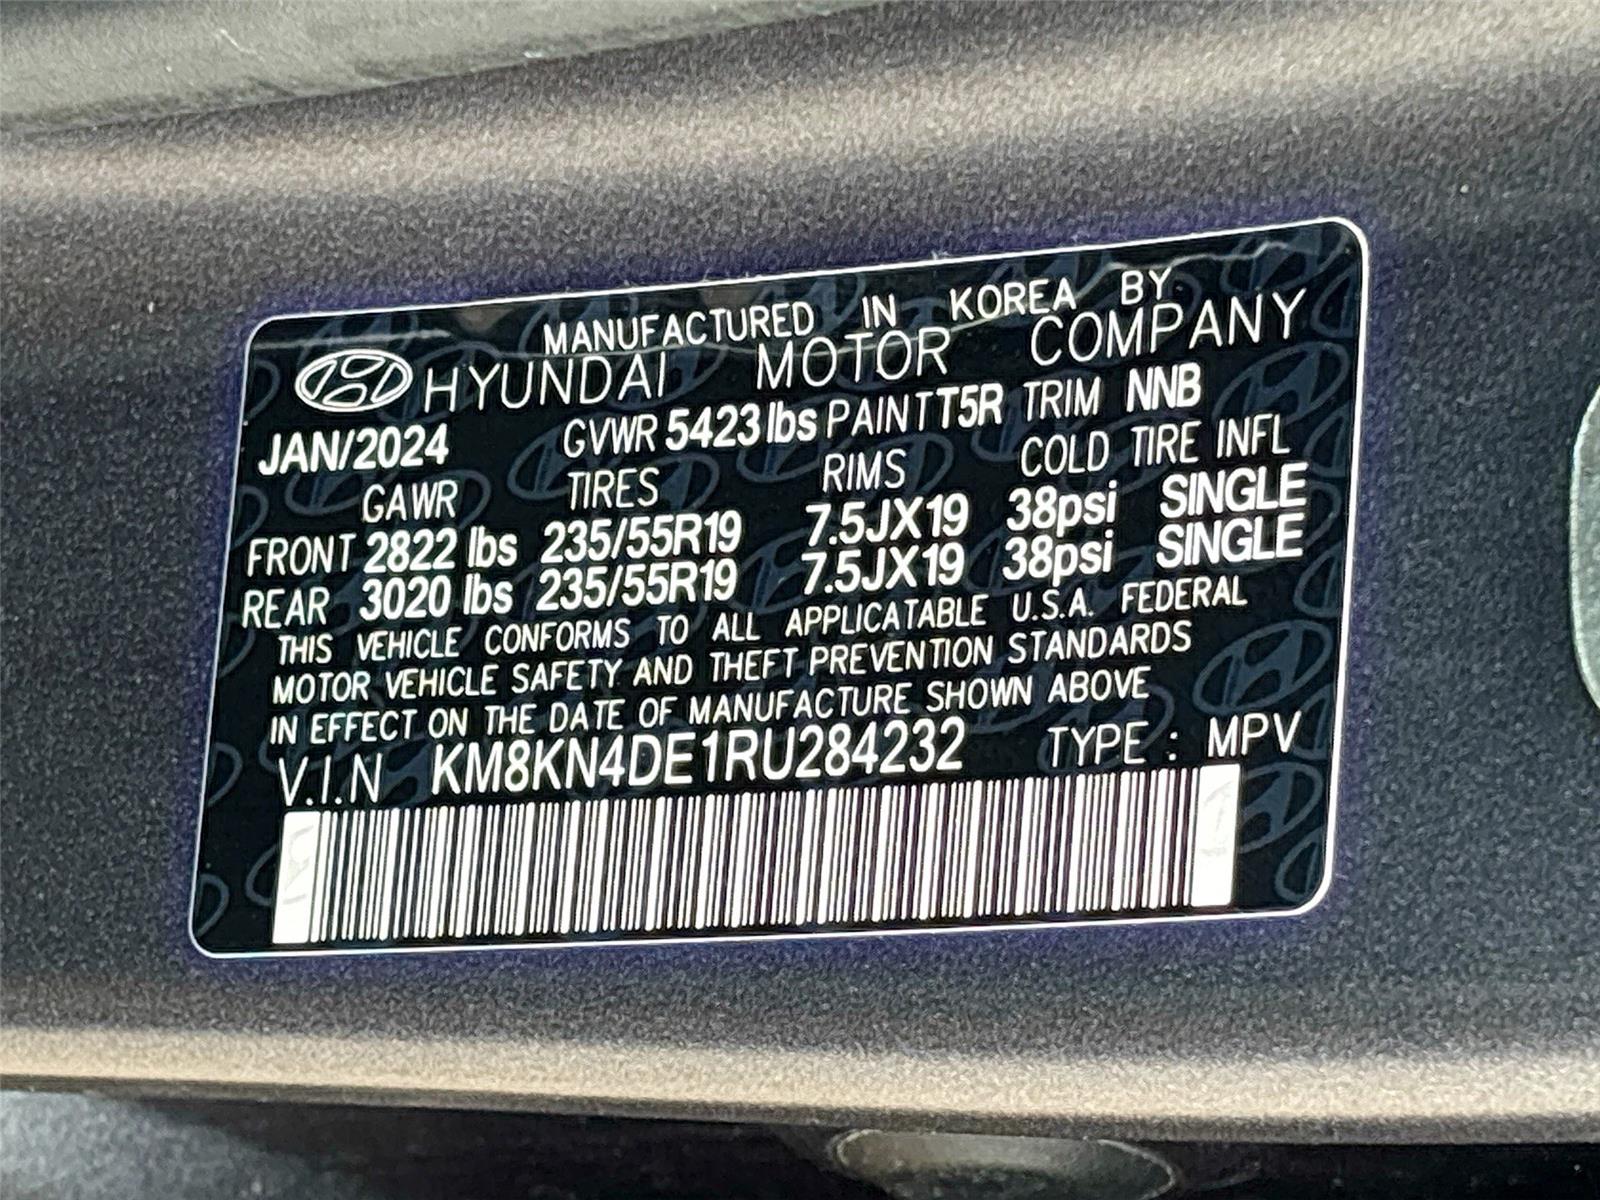 MANUFACTURED IN KOREA BY
HYUNDAI MOTOR COMPANY
JAN/2024 GVWR 5423 lbs PAINT T5R TRIM NNB
GAWR TIRES RIMS COLD TIRE INFL
FRONT 2822 lbs 235/55R19 7.5JX19 38psi SINGLE
REAR 3020 lbs 235/55R19 7.5JX19 38psi SINGLE
THIS VEHICLE CONFORMS TO ALL APPLICATABLE U.S.A. FEDERAL
MOTOR VEHICLE SAFETY AND THEFT PREVENTION STANDARDS
IN EFFECT ON THE DATE OF MANUFACTURE SHOWN ABOVE
V.I.N KM8KN4DE1RU284232 TYPE : MPV